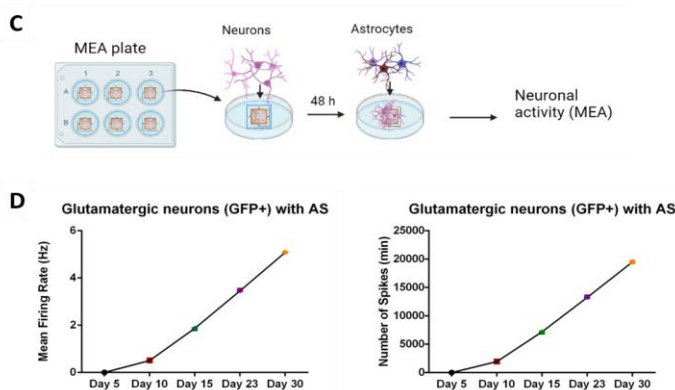 C
MEA plate
1 2 3
A
B
Neurons
48 h
Astrocytes
Neuronal
activity (MEA)
D
Glutamatergic neurons (GFP+) with AS
Mean Firing Rate (Hz)
6
4
2
0
Day 5 Day 10 Day 15 Day 23 Day 30
Glutamatergic neurons (GFP+) with AS
Number of Spikes (min)
25000
20000
15000
10000
5000
0
Day 5 Day 10 Day 15 Day 23 Day 30